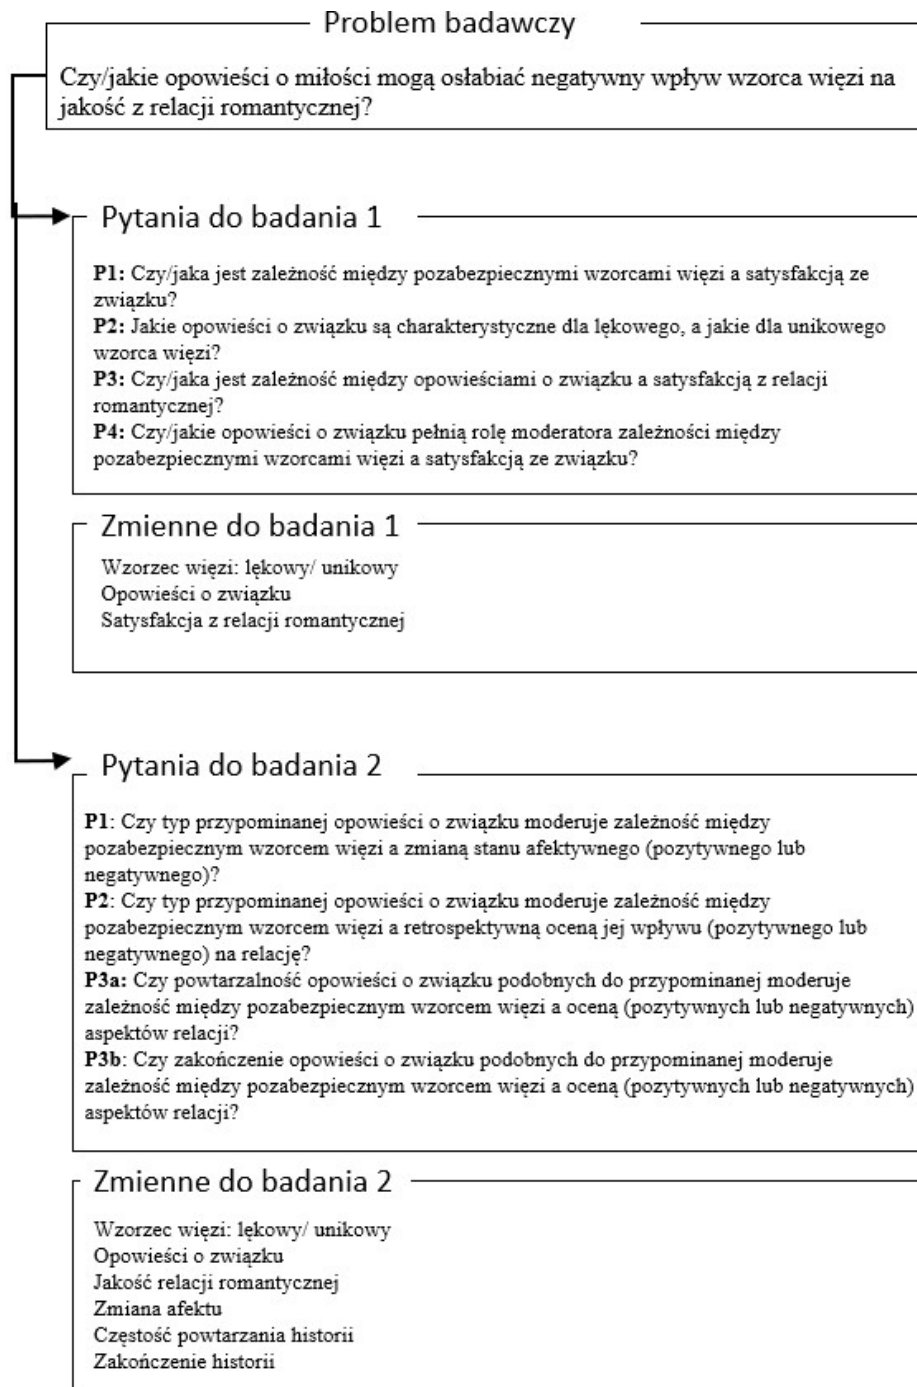 Problem badawczy
Czy/jakie opowieści o miłości mogą osłabiać negatywny wpływ wzorca więzi na
jakość z relacji romantycznej?
Pytania do badania 1
P1: Czy/jaka jest zależność między pozabezpiecznymi wzorcami więzi a satysfakcją ze
związku?
P2: Jakie opowieści o związku są charakterystyczne dla lękowego, a jakie dla unikowego
wzorca więzi?
P3: Czy/jaka jest zależność między opowieściami o związku a satysfakcją z relacji
romantycznej?
P4: Czy/jakie opowieści o związku pełnią rolę moderatora zależności między
pozabezpiecznymi wzorcami więzi a satysfakcją ze związku?
Zmienne do badania 1
Wzorzec więzi: lękowy/ unikowy
Opowieści o związku
Satysfakcja z relacji romantycznej
Pytania do badania 2
P1: Czy typ przypominanej opowieści o związku moderuje zależność między
pozabezpiecznym wzorcem więzi a zmianą stanu afektywnego (pozytywnego lub
negatywnego)?
P2: Czy typ przypominanej opowieści o związku moderuje zależność między
pozabezpiecznym wzorcem więzi a retrospektywną oceną jej wpływu (pozytywnego lub
negatywnego) na relację?
P3a: Czy powtarzalność opowieści o związku podobnych do przypominanej moderuje
zależność między pozabezpiecznym wzorcem więzi a oceną (pozytywnych lub negatywnych)
aspektów relacji?
P3b: Czy zakończenie opowieści o związku podobnych do przypominanej moderuje
zależność między pozabezpiecznym wzorcem więzi a oceną (pozytywnych lub negatywnych)
aspektów relacji?
Zmienne do badania 2
Wzorzec więzi: lękowy/ unikowy
Opowieści o związku
Jakość relacji romantycznej
Zmiana afektu
Częstość powtarzania historii
Zakończenie historii